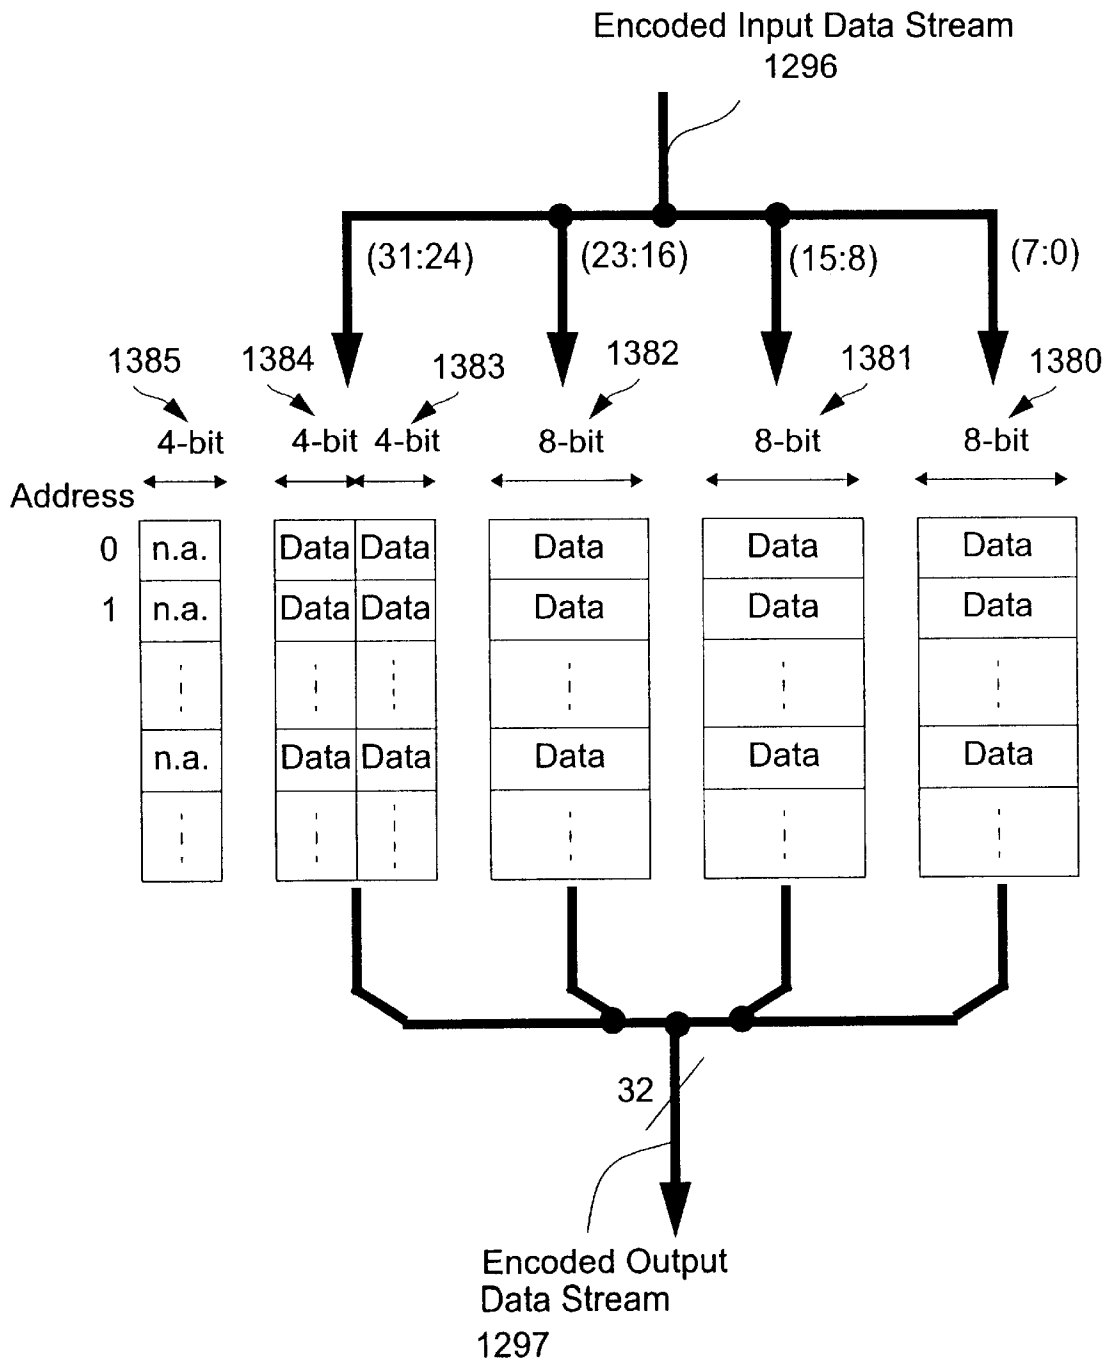 Encoded Input Data Stream
1296
(31:24) (23:16) (15:8) (7:0)
1385 1384 1383 1382 1381 1380
4-bit 4-bit 4-bit 8-bit 8-bit 8-bit
Address
0 n.a. Data Data Data Data Data
1 n.a. Data Data Data Data Data
n.a. Data Data Data Data Data
32
Encoded Output
Data Stream
1297